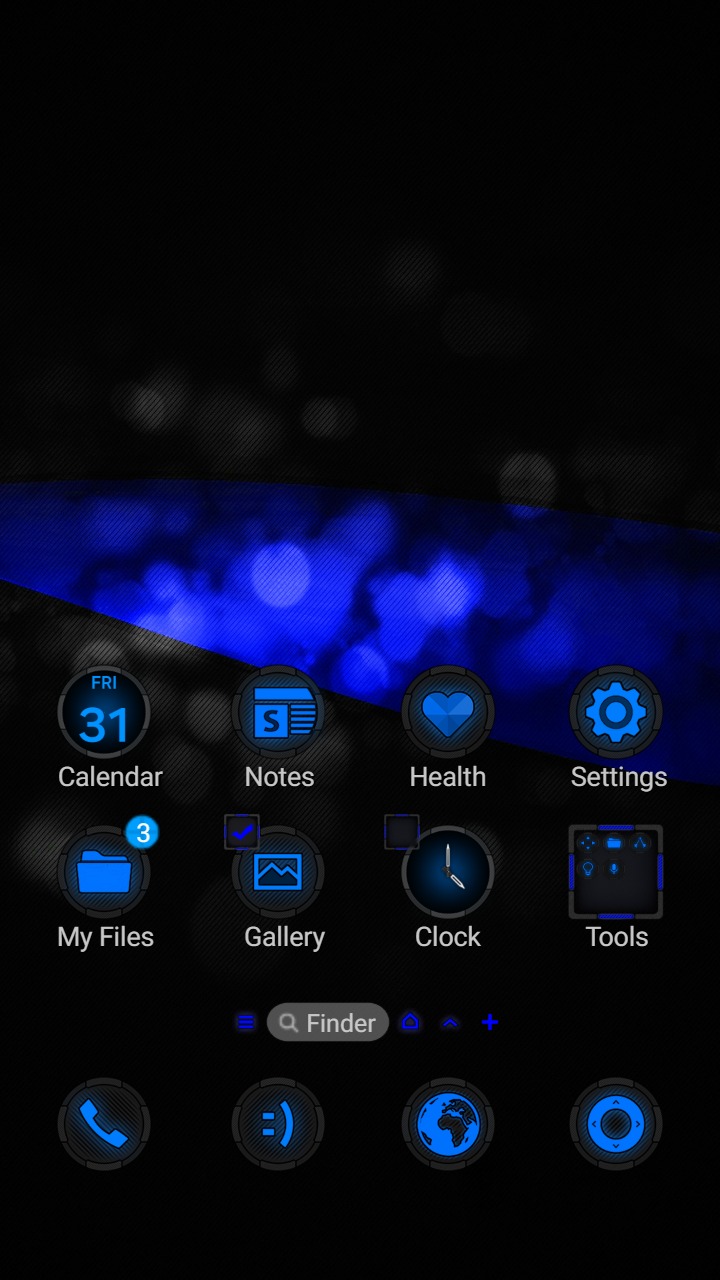 FRI
31
S
Calendar
Notes
Health
Settings
3
My Files
Gallery
Clock
Tools
Finder